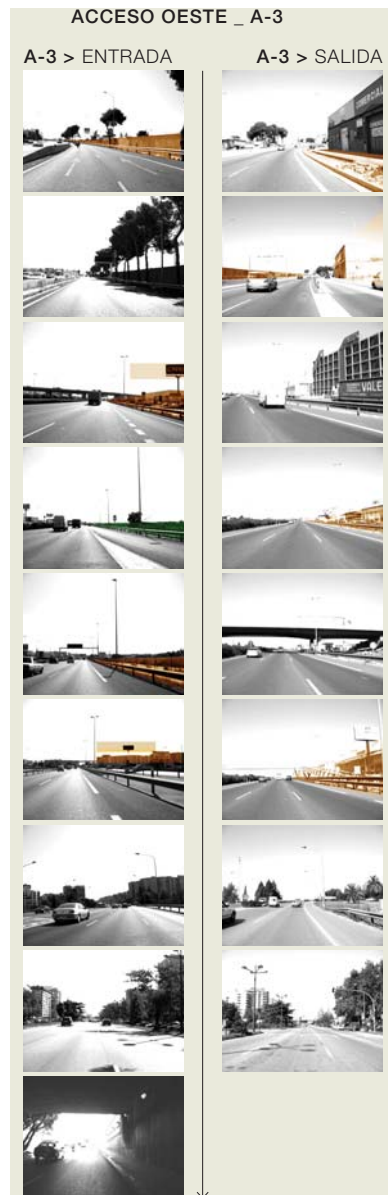 ACCESO OESTE _ A-3
A-3 > ENTRADA
A-3 > SALIDA
COMERCIAL
VALE